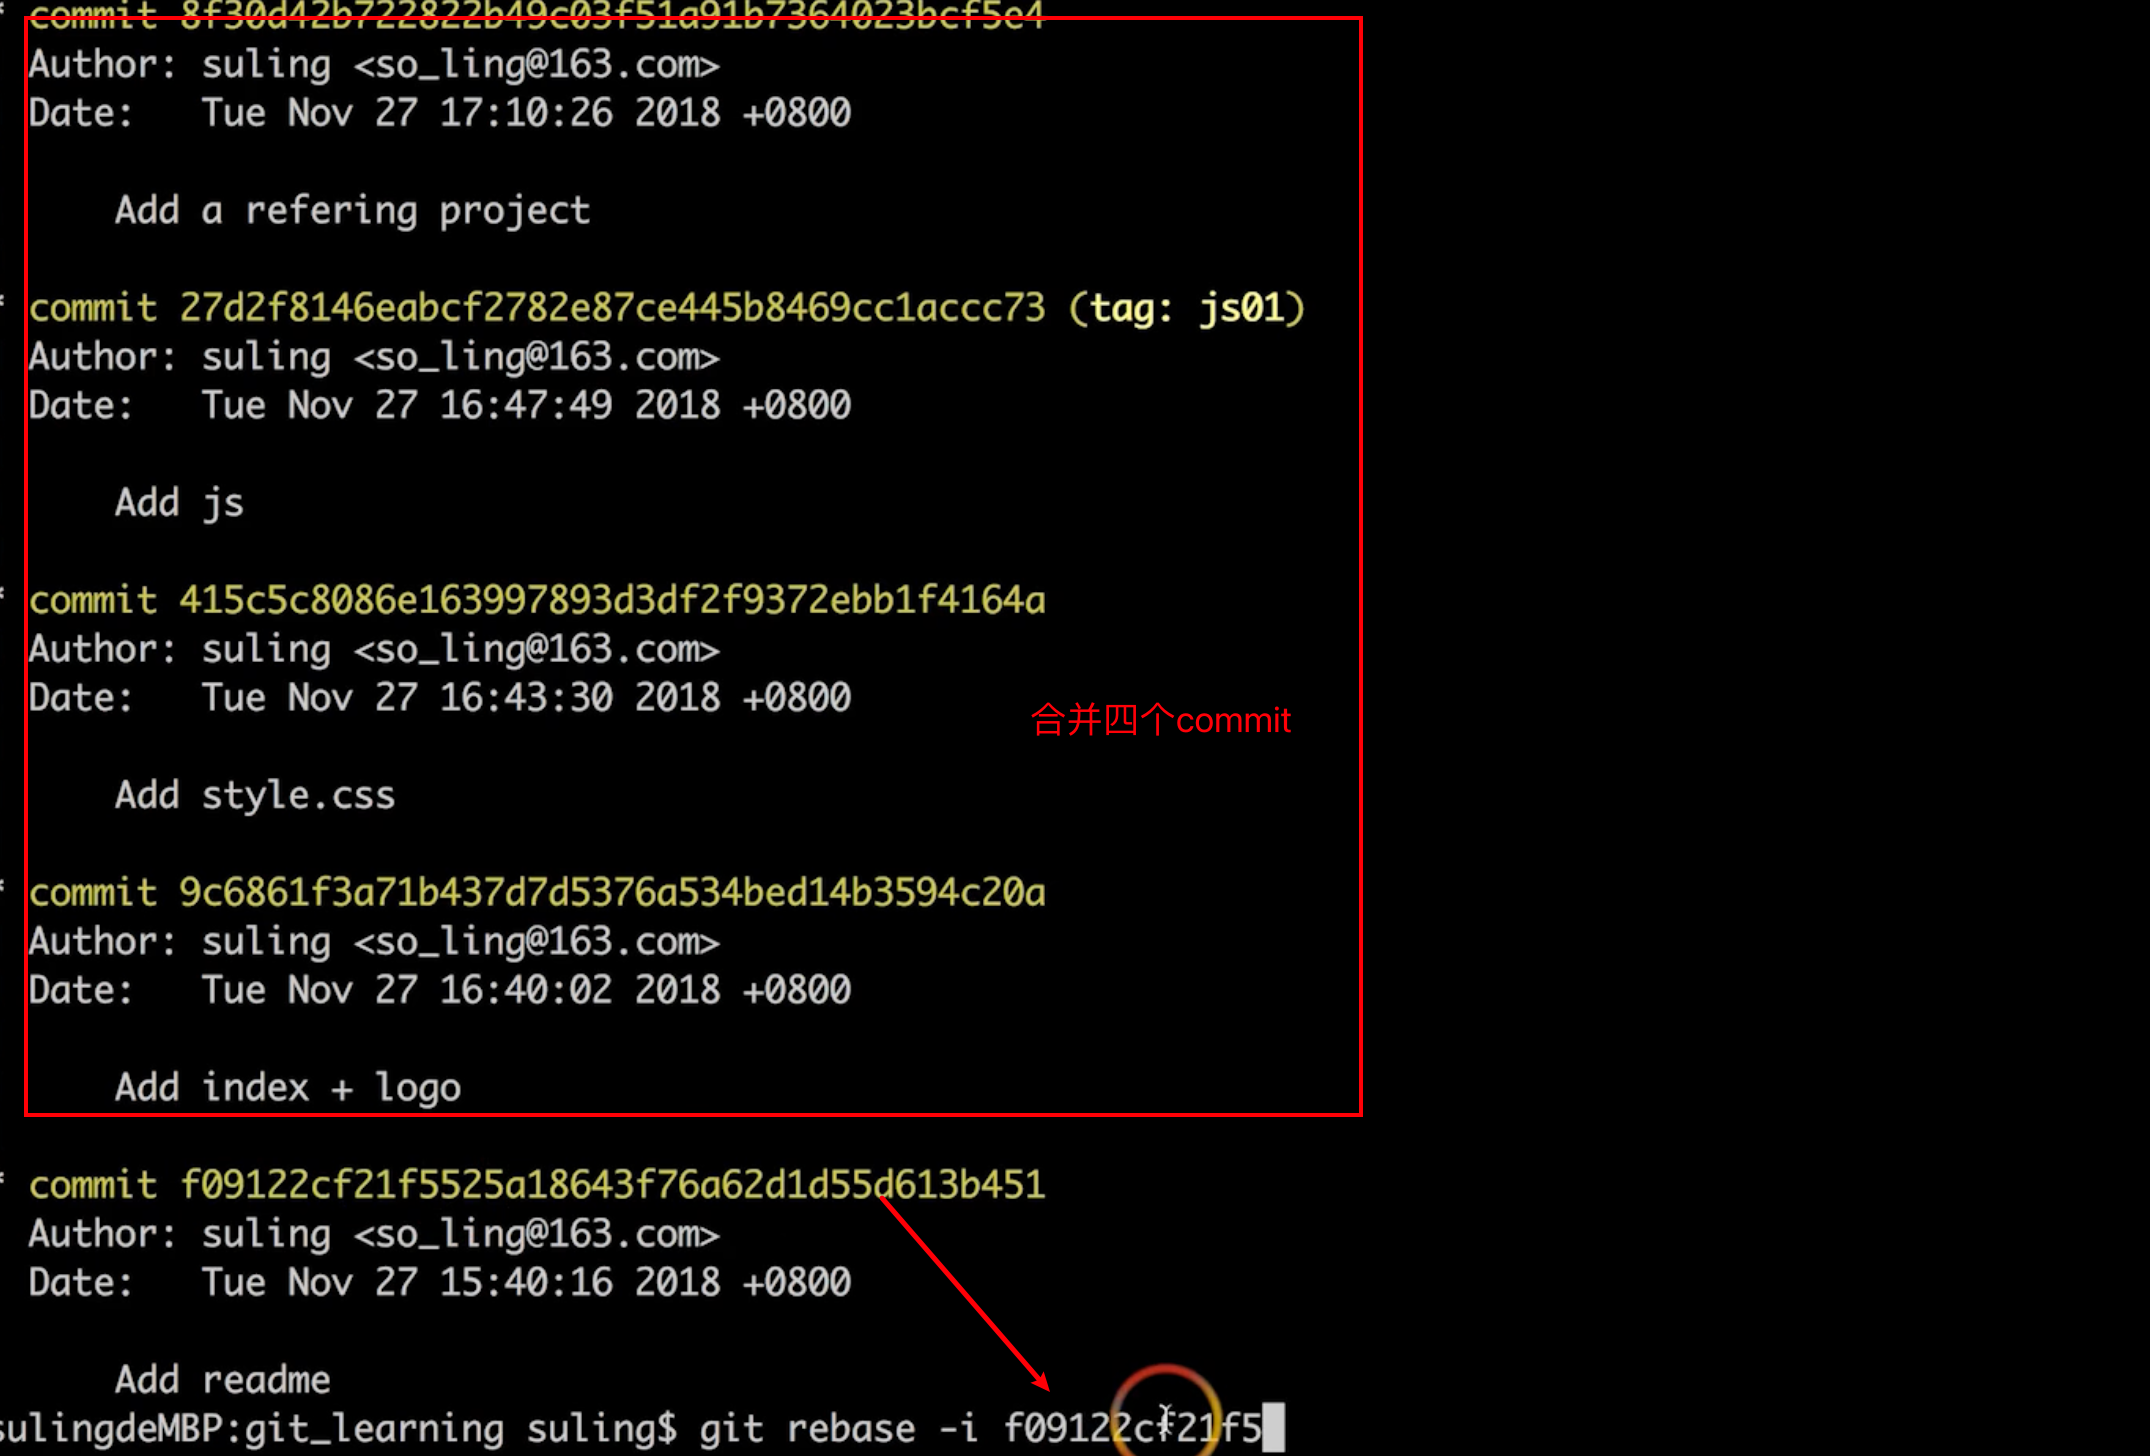 * commit 8f30d42b722822b49c03f51a91b7364023bcf5e4
Author: suling <so_ling@163.com>
Date:   Tue Nov 27 17:10:26 2018 +0800
Add a refering project
* commit 27d2f8146eabcf2782e87ce445b8469cc1accc73 (tag: js01)
Author: suling <so_ling@163.com>
Date:   Tue Nov 27 16:47:49 2018 +0800
Add js
* commit 415c5c8086e163997893d3df2f9372ebb1f4164a
Author: suling <so_ling@163.com>
Date:   Tue Nov 27 16:43:30 2018 +0800
合并四个commit
Add style.css
* commit 9c6861f3a71b437d7d5376a534bed14b3594c20a
Author: suling <so_ling@163.com>
Date:   Tue Nov 27 16:40:02 2018 +0800
Add index + logo
* commit f09122cf21f5525a18643f76a62d1d55d613b451
Author: suling <so_ling@163.com>
Date:   Tue Nov 27 15:40:16 2018 +0800
Add readme
sulingdeMBP:git_learning suling$ git rebase -i f09122cf21f5